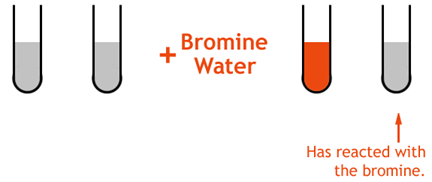 + Bromine
Water
Has reacted with
the bromine.